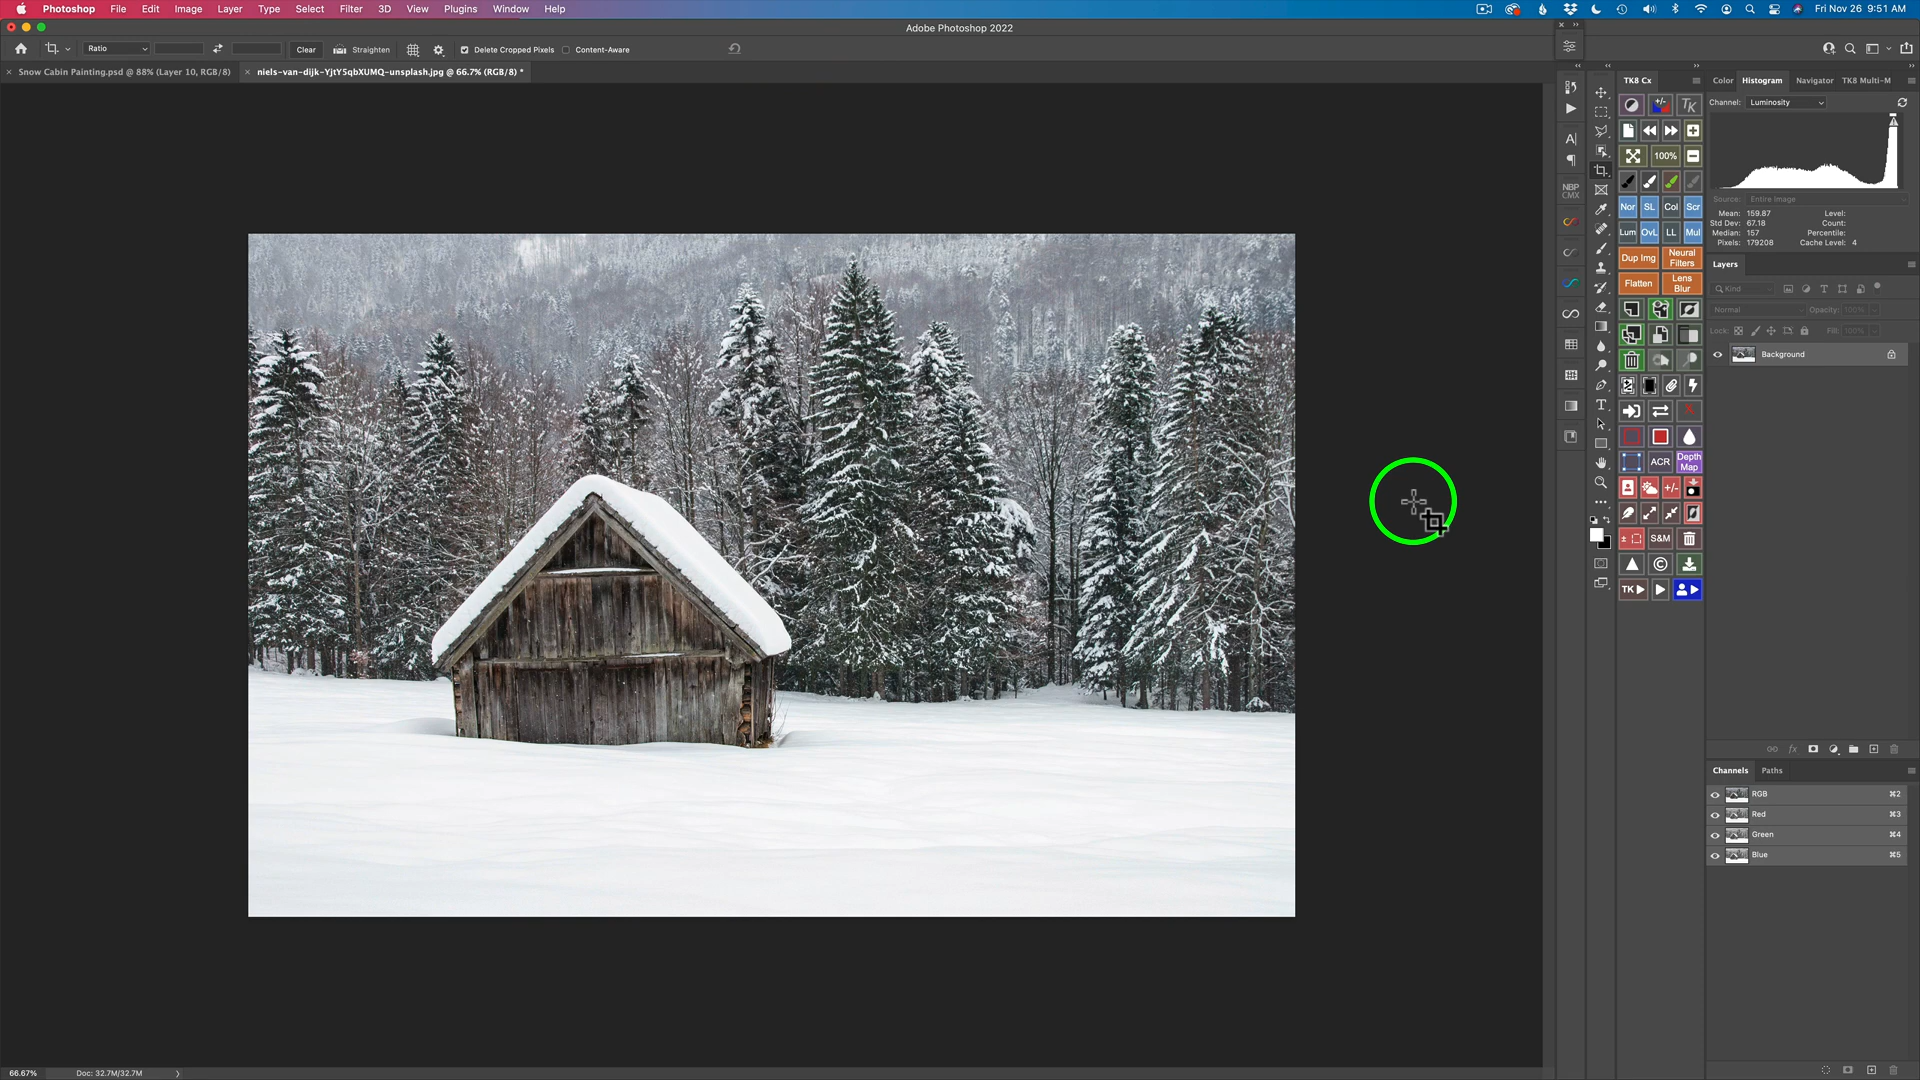 Photoshop File Edit Image Layer Type Select Filter 3D View Plugins Window Help Fri Nov 26 9:51 AM
Adobe Photoshop 2022
Ratio Clear Straighten Delete Cropped Pixels Content-Aware
Snow Cabin Painting.psd @ 88% (Layer 10, RGB/8) niels-van-dijk-YjtY5qbXUMQ-unsplash.jpg @ 66.7% (RGB/8) *
TK8 Cx
Color Histogram Navigator TK8 Multi-M
Channel: Luminosity
TK
100%
NBP
CMX
Nor SL Col Scr
Lum OvL LL Mul
Dup Img Neural Filters
Flatten Lens Blur
ACR Depth Map
+/-
S&M
TK
Source: Entire Image
Mean: 159.87 Level:
Std Dev: 67.18 Count:
Median: 157 Percentile:
Pixels: 179208 Cache Level: 4
Layers
Kind
Normal Opacity: 100%
Lock: Fill: 100%
Background
fx
Channels Paths
RGB ⌘2
Red ⌘3
Green ⌘4
Blue ⌘5
66.67% Doc: 32.7M/32.7M